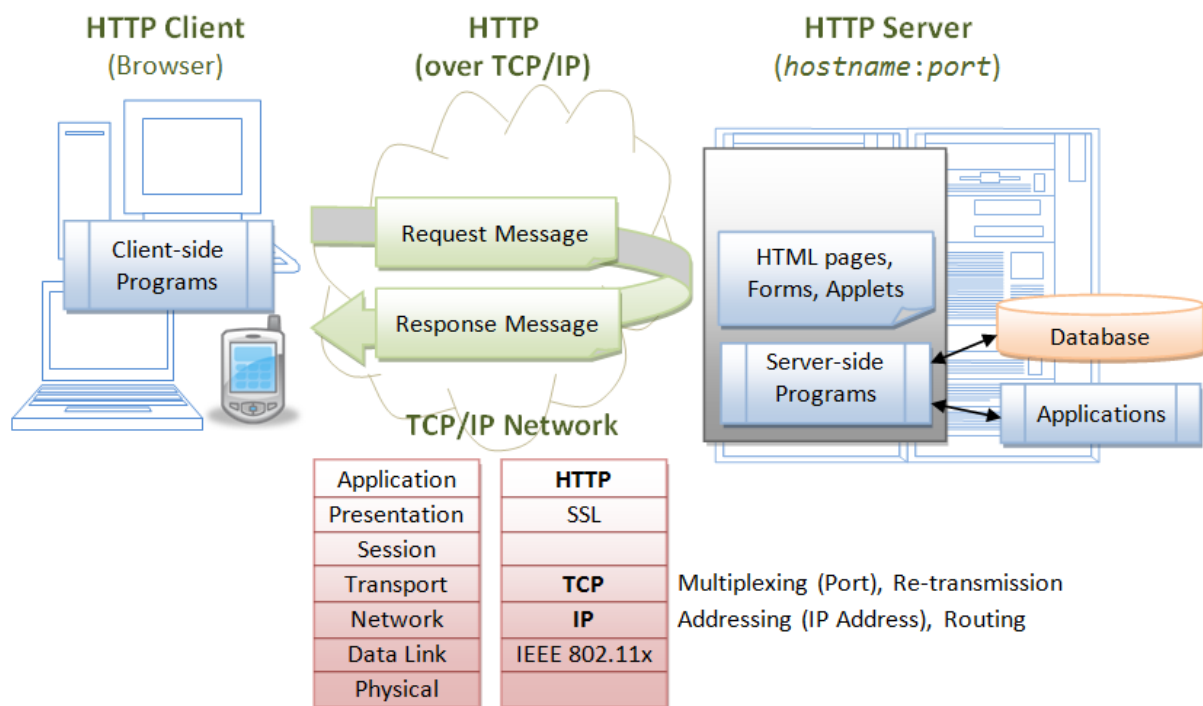 HTTP Client
(Browser)
HTTP
(over TCP/IP)
HTTP Server
(hostname:port)
Client-side
Programs
Request Message
Response Message
HTML pages,
Forms, Applets
Server-side
Programs
Database
Applications
TCP/IP Network
Application HTTP
Presentation SSL
Session
Transport TCP Multiplexing (Port), Re-transmission
Network IP Addressing (IP Address), Routing
Data Link IEEE 802.11x
Physical